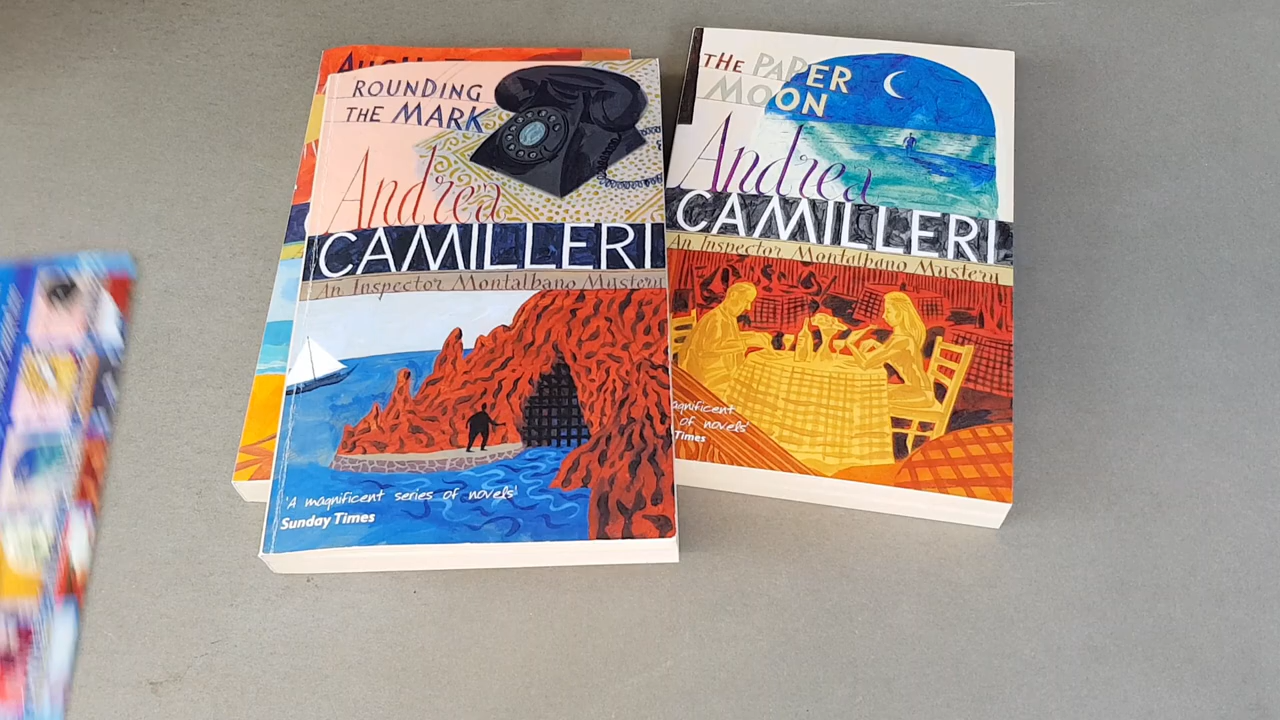 ROUNDING
THE MARK
Andrea
CAMILLERI
An Inspector Montalbano Mystery
'A magnificent series of novels'
Sunday Times
THE PAPER
MOON
Andrea
CAMILLERI
An Inspector Montalbano Mystery
of novels'
Times